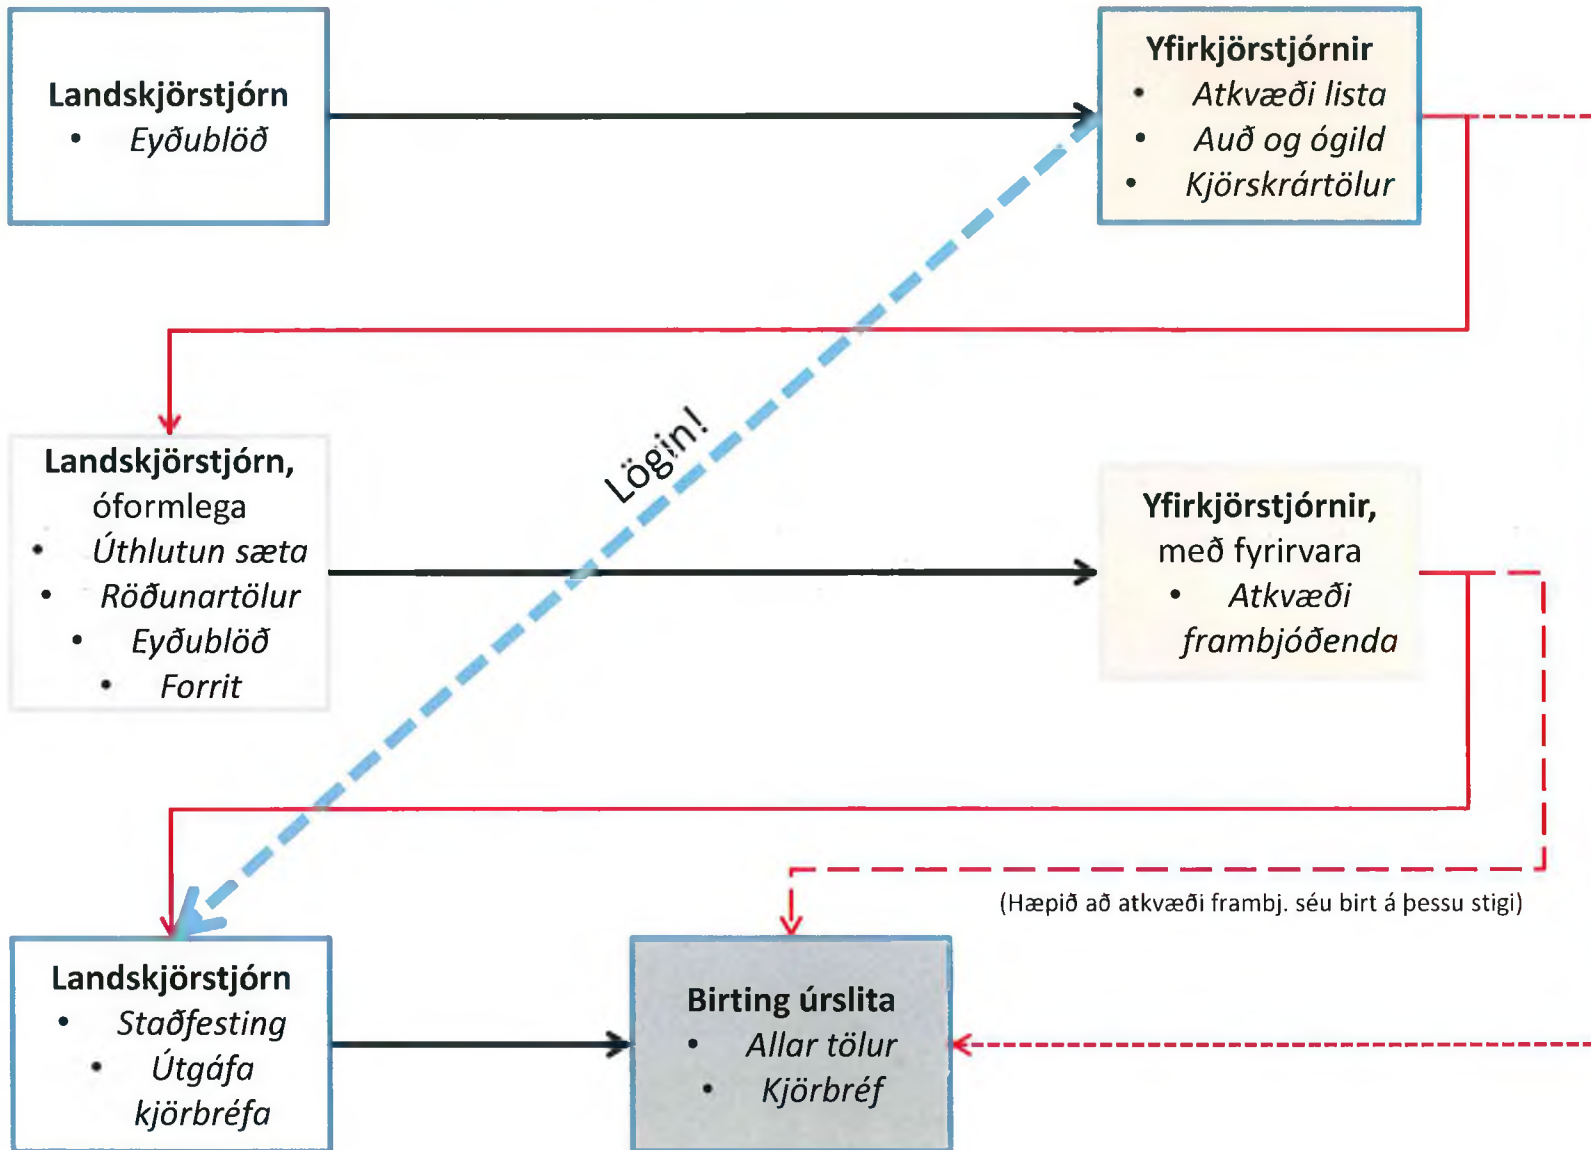 Landskjörstjórn
• Eyðublöð
Yfirkjörstjórnir
• Atkvæði lista
• Auð og ógild
• Kjörskrártölur
Lögin!
Landskjörstjórn,
óformlega
• Úthlutun sæta
• Röðunartölur
• Eyðublöð
• Forrit
Yfirkjörstjórnir,
með fyrirvara
• Atkvæði
frambjóðenda
(Hæpið að atkvæði frambj. séu birt á þessu stigi)
Landskjörstjórn
• Staðfesting
• Útgáfa
kjörbréfa
Birting úrslita
• Allar tölur
• Kjörbréf